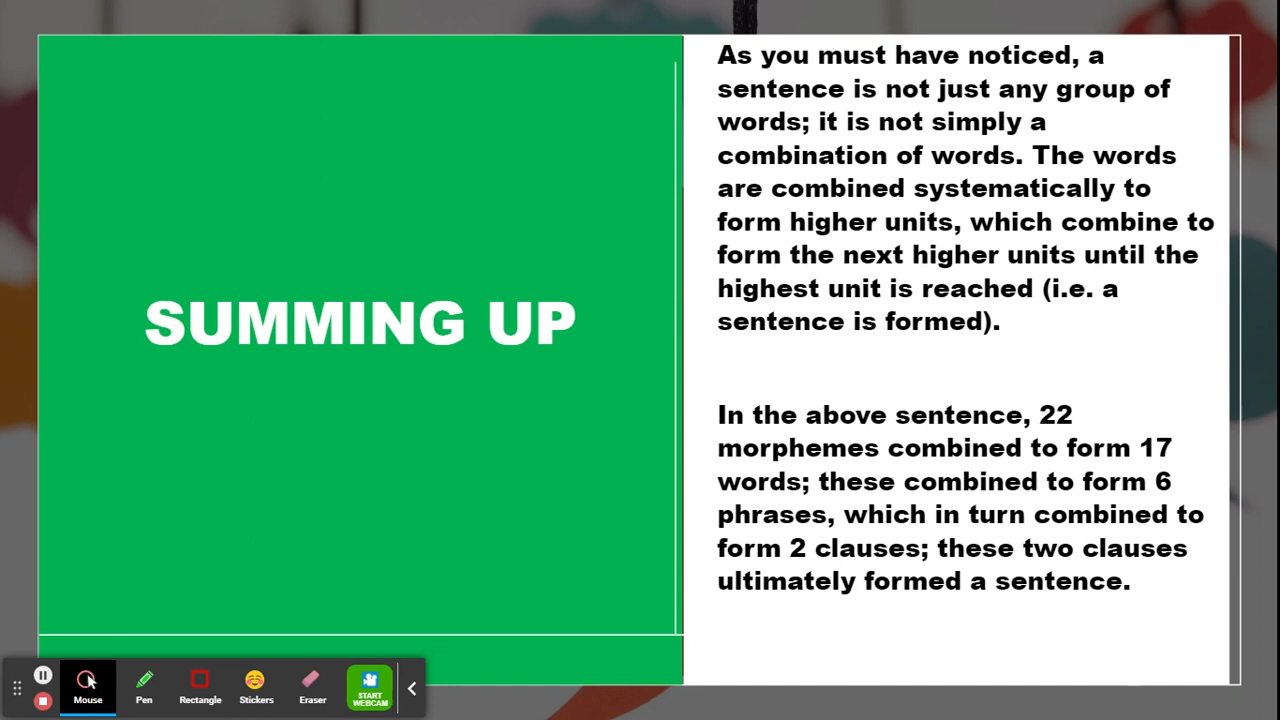 SUMMING UP
As you must have noticed, a
sentence is not just any group of
words; it is not simply a
combination of words. The words
are combined systematically to
form higher units, which combine to
form the next higher units until the
highest unit is reached (i.e. a
sentence is formed).
In the above sentence, 22
morphemes combined to form 17
words; these combined to form 6
phrases, which in turn combined to
form 2 clauses; these two clauses
ultimately formed a sentence.
Mouse
Pen
Rectangle
Stickers
Eraser
START
WEBCAM